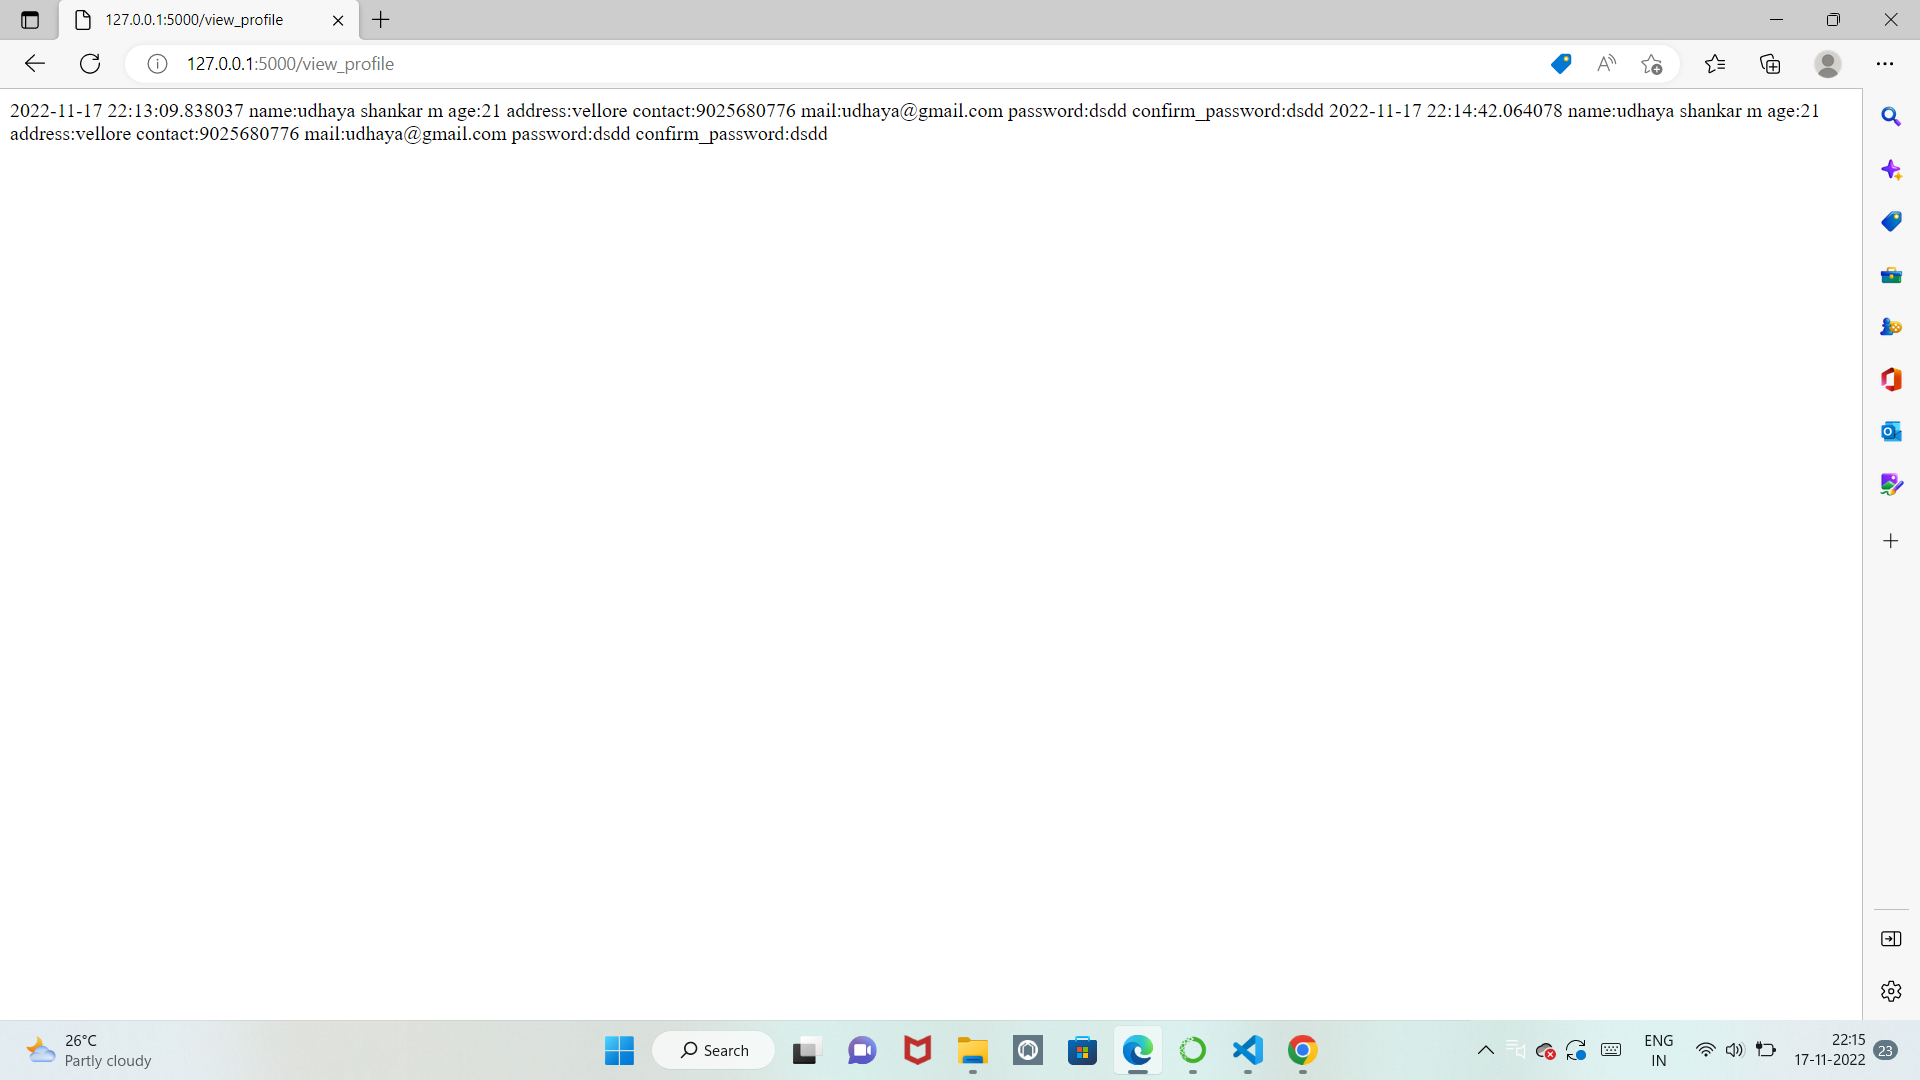 127.0.0.1:5000/view_profile
127.0.0.1:5000/view_profile
2022-11-17 22:13:09.838037 name:udhaya shankar m age:21 address:vellore contact:9025680776 mail:udhaya@gmail.com password:dsdd confirm_password:dsdd 2022-11-17 22:14:42.064078 name:udhaya shankar m age:21
address:vellore contact:9025680776 mail:udhaya@gmail.com password:dsdd confirm_password:dsdd
26°C
Partly cloudy
Search
ENG
IN
22:15
17-11-2022
23